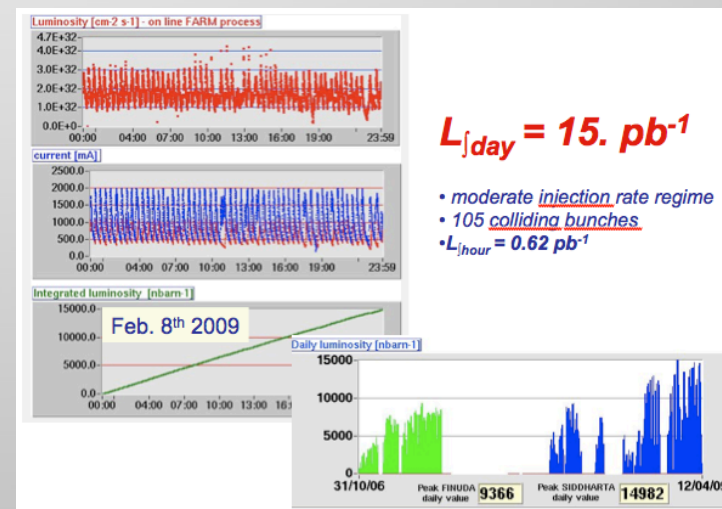 Luminosity [cm-2 s-1] - on line FARM process
4.7E+32
4.0E+32
3.0E+32
2.0E+32
1.0E+32
0.0E+0
00:00 04:00 07:00 10:00 13:00 16:00 19:00 23:59
current [mA]
2500.0
2000.0
1500.0
1000.0
500.0
00:00 04:00 07:00 10:00 13:00 16:00 19:00 23:59
Integrated luminosity [nbarn-1]
15000.0
10000.0
5000.0
0.0
Feb. 8th 2009
00:00 04:00 07:00 10:00 13:00
L∫day = 15. pb-1
• moderate injection rate regime
• 105 colliding bunches
•L∫hour = 0.62 pb-1
Daily luminosity [nbarn-1]
15000
10000
5000
0
31/10/06
Peak FINUDA daily value 9366
Peak SIDDHARTA daily value 14982